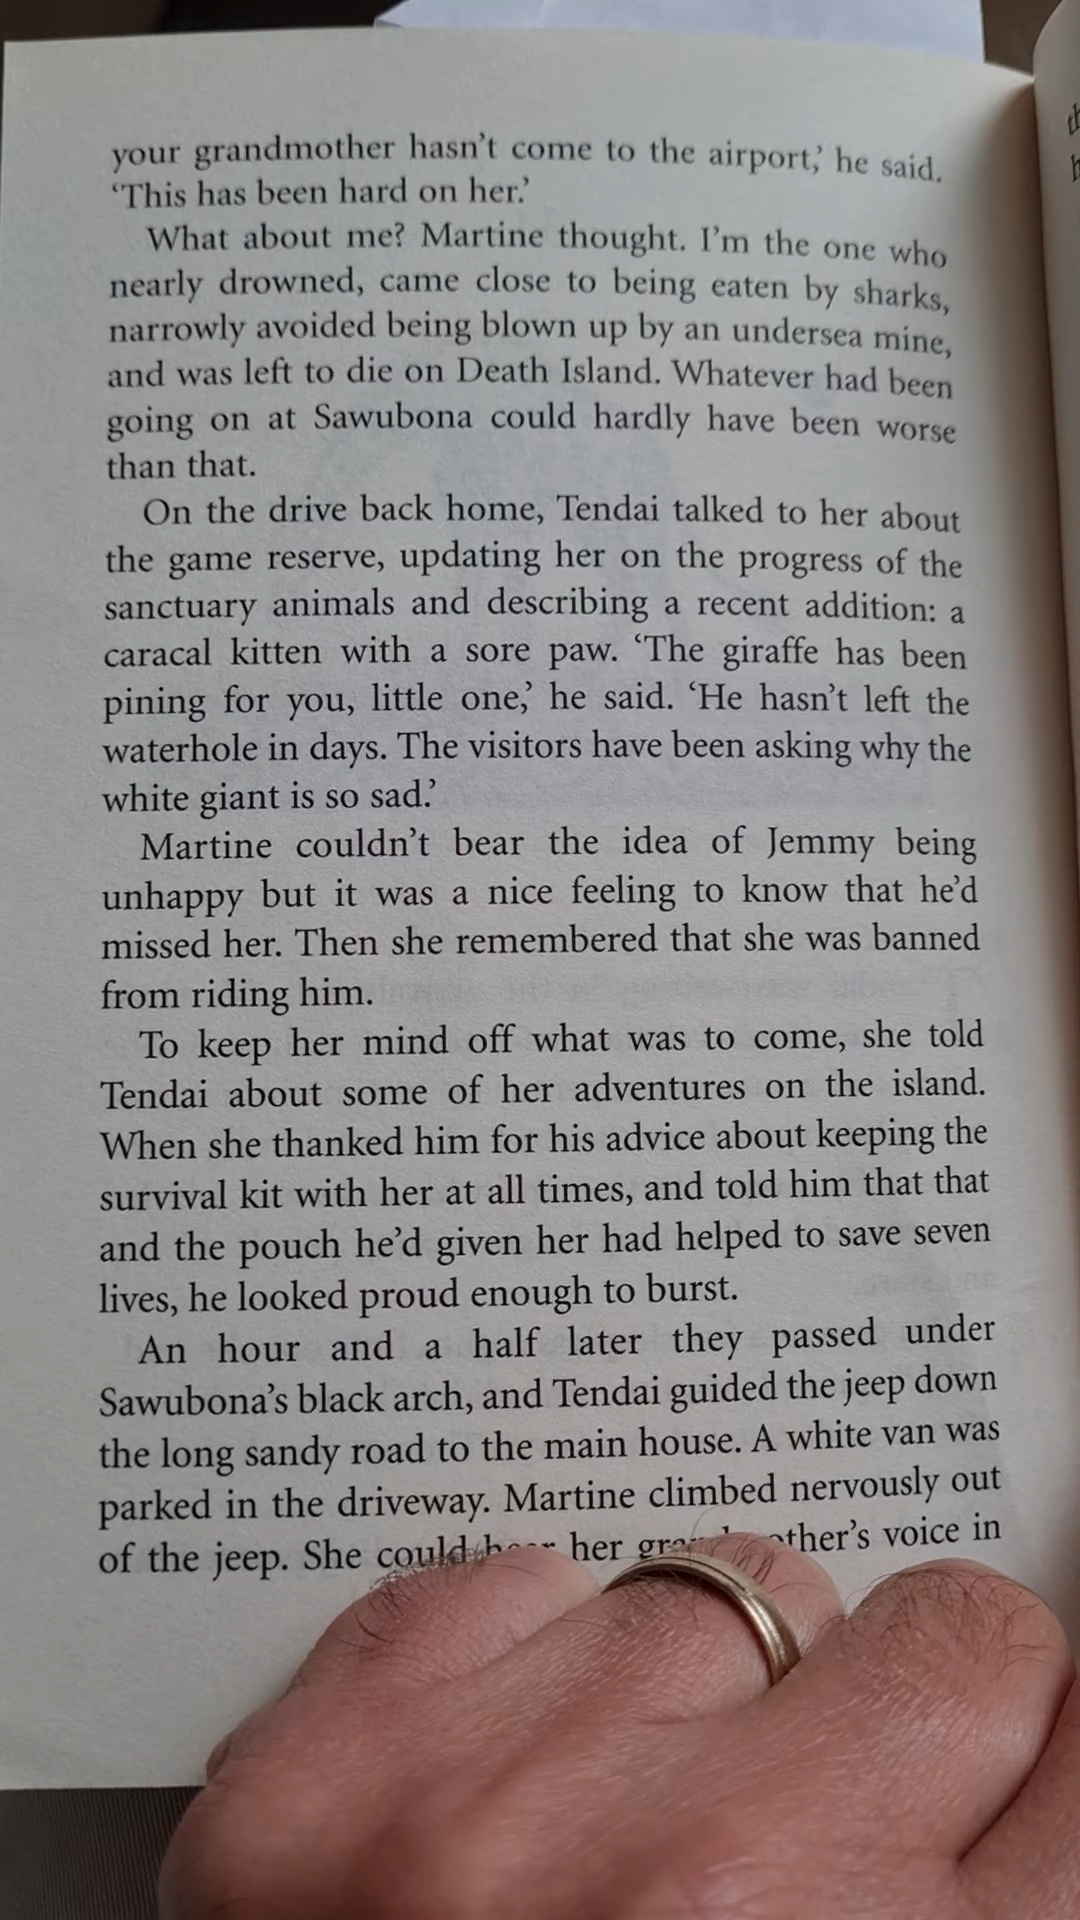 your grandmother hasn't come to the airport,' he said.
'This has been hard on her.'
What about me? Martine thought. I'm the one who
nearly drowned, came close to being eaten by sharks,
narrowly avoided being blown up by an undersea mine,
and was left to die on Death Island. Whatever had been
going on at Sawubona could hardly have been worse
than that.
On the drive back home, Tendai talked to her about
the game reserve, updating her on the progress of the
sanctuary animals and describing a recent addition: a
caracal kitten with a sore paw. 'The giraffe has been
pining for you, little one,' he said. 'He hasn't left the
waterhole in days. The visitors have been asking why the
white giant is so sad.'
Martine couldn't bear the idea of Jemmy being
unhappy but it was a nice feeling to know that he'd
missed her. Then she remembered that she was banned
from riding him.
To keep her mind off what was to come, she told
Tendai about some of her adventures on the island.
When she thanked him for his advice about keeping the
survival kit with her at all times, and told him that that
and the pouch he'd given her had helped to save seven
lives, he looked proud enough to burst.
An hour and a half later they passed under
Sawubona's black arch, and Tendai guided the jeep down
the long sandy road to the main house. A white van was
parked in the driveway. Martine climbed nervously out
of the jeep. She could hear her grandmother's voice in